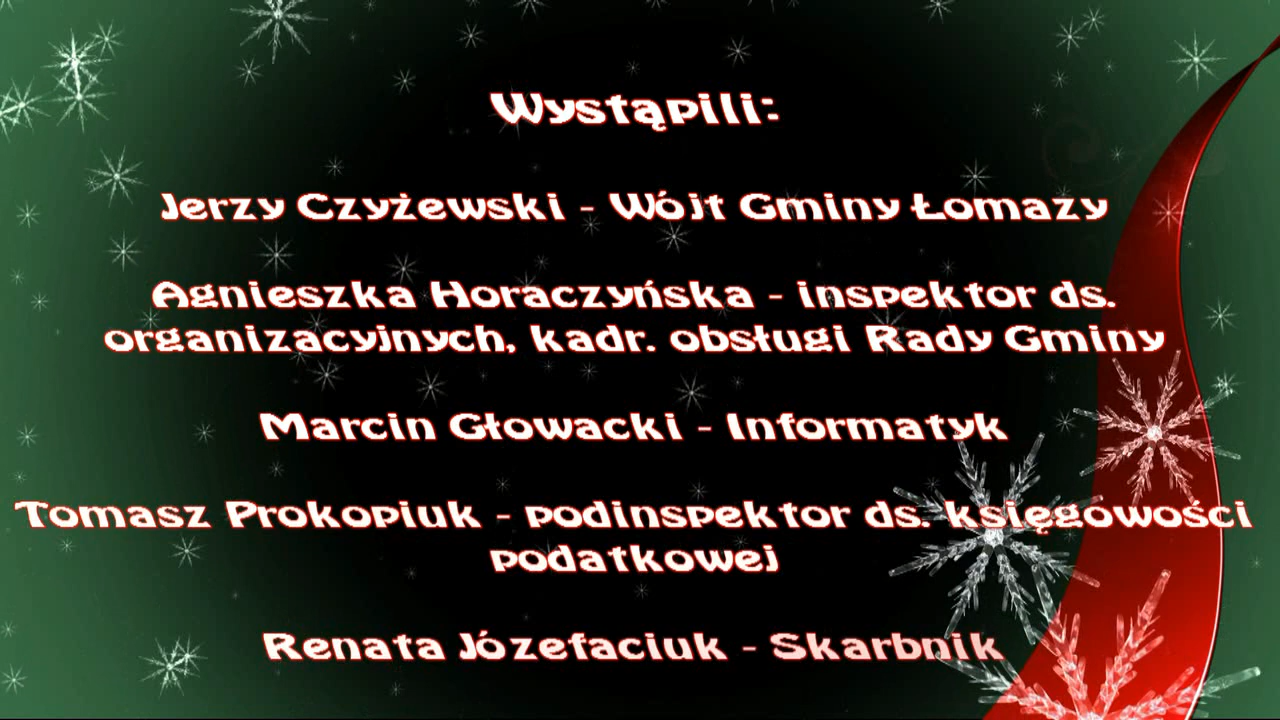 Wystąpili:
Jerzy Czyżewski - Wójt Gminy Łomazy
Agnieszka Horaczyńska - inspektor ds.
organizacyjnych, kadr. obsługi Rady Gminy
Marcin Głowacki - Informatyk
Tomasz Prokopiuk - podinspektor ds. księgowości
podatkowej
Renata Józefaciuk - Skarbnik